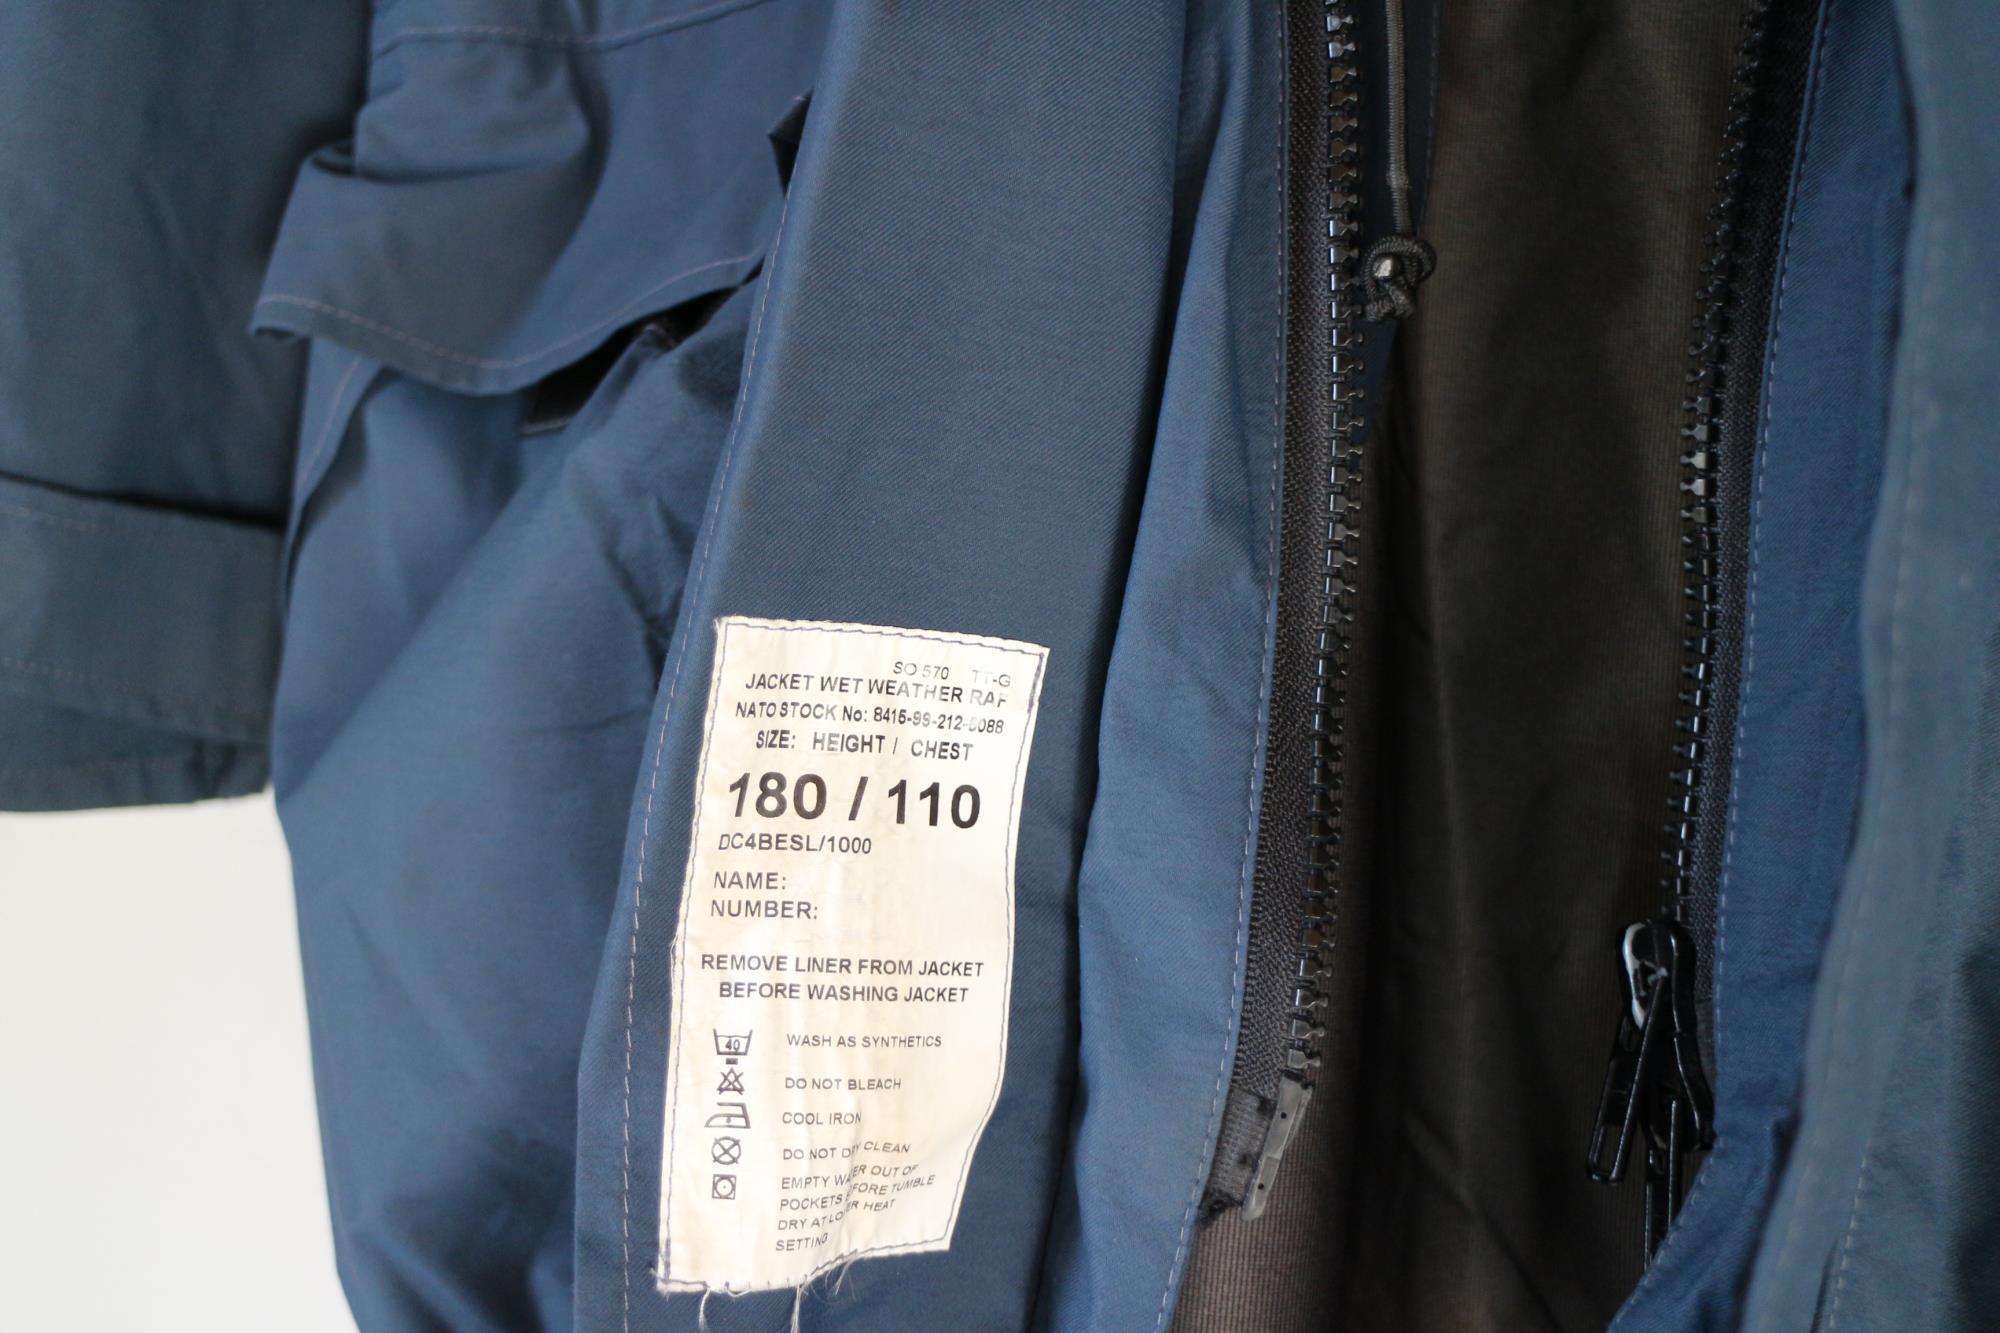 SO 570 TT-G
JACKET WET WEATHER RAF
NATO STOCK No: 8415-99-212-5088
SIZE: HEIGHT / CHEST
180 / 110
DC4BESL/1000
NAME:
NUMBER:
REMOVE LINER FROM JACKET
BEFORE WASHING JACKET
40 WASH AS SYNTHETICS
DO NOT BLEACH
COOL IRON
DO NOT DRY CLEAN
EMPTY WATER OUT OF
POCKETS BEFORE TUMBLE
DRY AT LOWER HEAT
SETTING